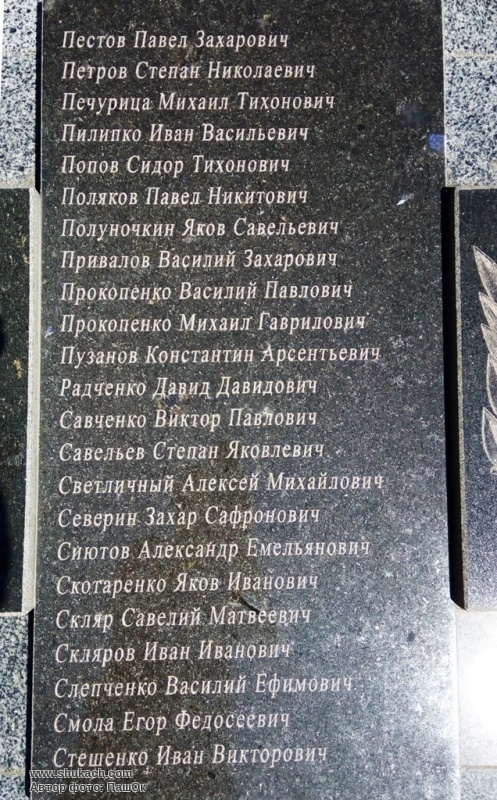 Пестов Павел Захарович
Петров Степан Николаевич
Печурица Михаил Тихонович
Пилипко Иван Васильевич
Попов Сидор Тихонович
Поляков Павел Никитович
Полуночкин Яков Савельевич
Привалов Василий Захарович
Прокопенко Василий Павлович
Прокопенко Михаил Гаврилович
Пузанов Константин Арсентьевич
Радченко Давид Давидович
Савченко Виктор Павлович
Савельев Степан Яковлевич
Светличный Алексей Михайлович
Северин Захар Сафронович
Сиютов Александр Емельянович
Скотаренко Яков Иванович
Скляр Савелий Матвеевич
Скляров Иван Иванович
Слепченко Василий Ефимович
Смола Егор Федосеевич
Стешенко Иван Викторович
www.shukach.com
Автор фото: ПашОк